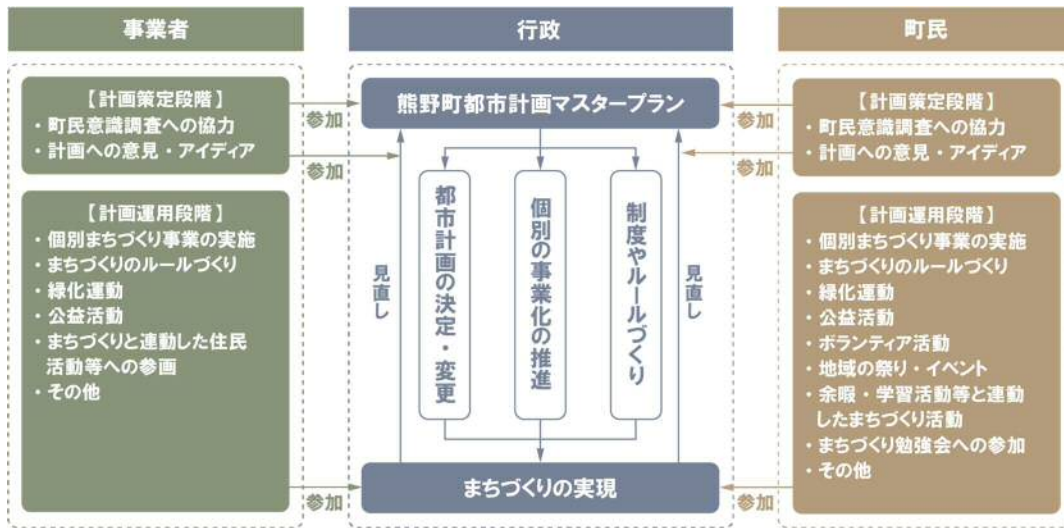 事業者
【計画策定段階】
・町民意識調査への協力
・計画への意見・アイディア
【計画運用段階】
・個別まちづくり事業の実施
・まちづくりのルールづくり
・緑化運動
・公益活動
・まちづくりと連動した住民
活動等への参画
・その他
参加
参加
参加
行政
熊野町都市計画マスタープラン
見直し
都市計画の決定・変更
個別の事業化の推進
制度やルールづくり
見直し
まちづくりの実現
参加
参加
参加
町民
【計画策定段階】
・町民意識調査への協力
・計画への意見・アイディア
【計画運用段階】
・個別まちづくり事業の実施
・まちづくりのルールづくり
・緑化運動
・公益活動
・ボランティア活動
・地域の祭り・イベント
・余暇・学習活動等と連動
したまちづくり活動
・まちづくり勉強会への参加
・その他